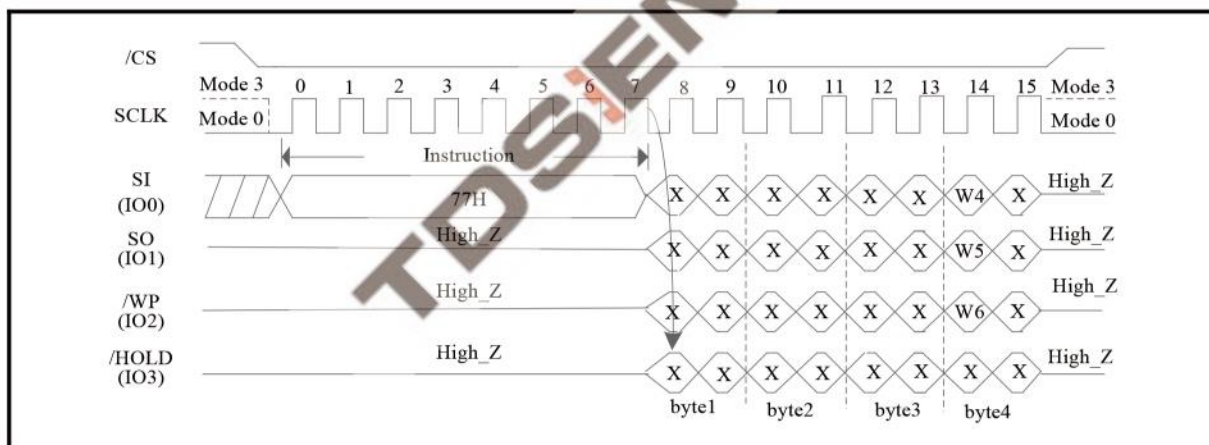 TDSiEN
/CS
Mode 3 0 1 2 3 4 5 6 7 8 9 10 11 12 13 14 15 Mode 3
SCLK Mode 0 Mode 0
Instruction
SI
(IO0)
77H X X X X X X W4 X High_Z
SO
(IO1)
High_Z X X X X X X W5 X High_Z
/WP
(IO2)
High_Z X X X X X X W6 X High_Z
/HOLD
(IO3)
High_Z X X X X X X X X High_Z
byte1 byte2 byte3 byte4